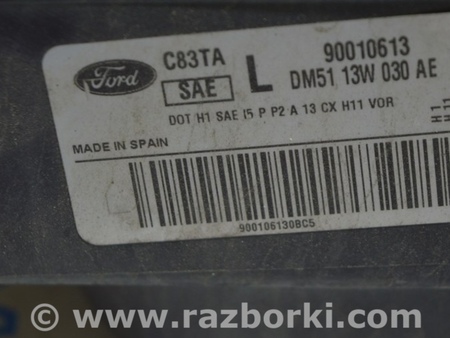 Ford C83TA L 90010613
SAE DM51 13W 030 AE
DOT H1 SAE I5 P P2 A 13 CX H11 VOR
MADE IN SPAIN
900106130BC5
© www.razborki.com